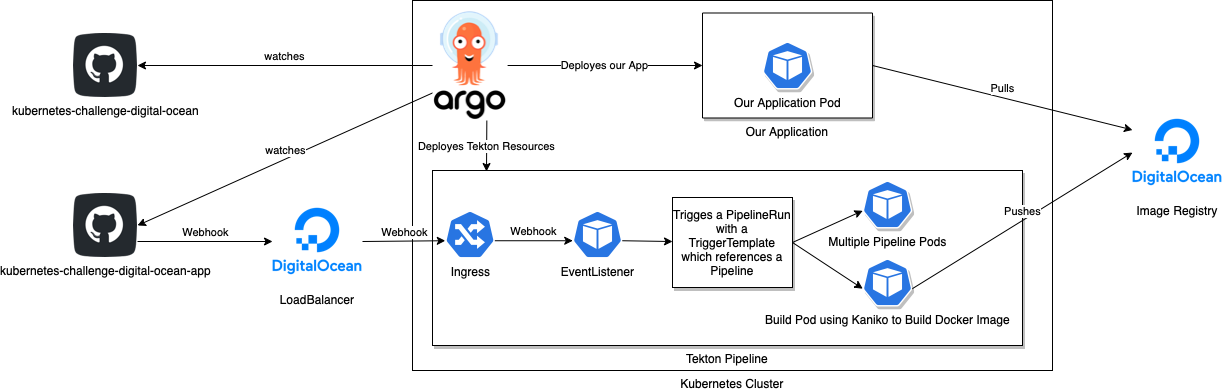 watches
kubernetes-challenge-digital-ocean
argo
Deployes our App
Our Application Pod
Our Application
Pulls
DigitalOcean
Image Registry
watches
Deployes Tekton Resources
kubernetes-challenge-digital-ocean-app
Webhook
DigitalOcean
LoadBalancer
Webhook
Ingress
Webhook
EventListener
Trigges a PipelineRun
with a
TriggerTemplate
which references a
Pipeline
Multiple Pipeline Pods
Pushes
Build Pod using Kaniko to Build Docker Image
Tekton Pipeline
Kubernetes Cluster